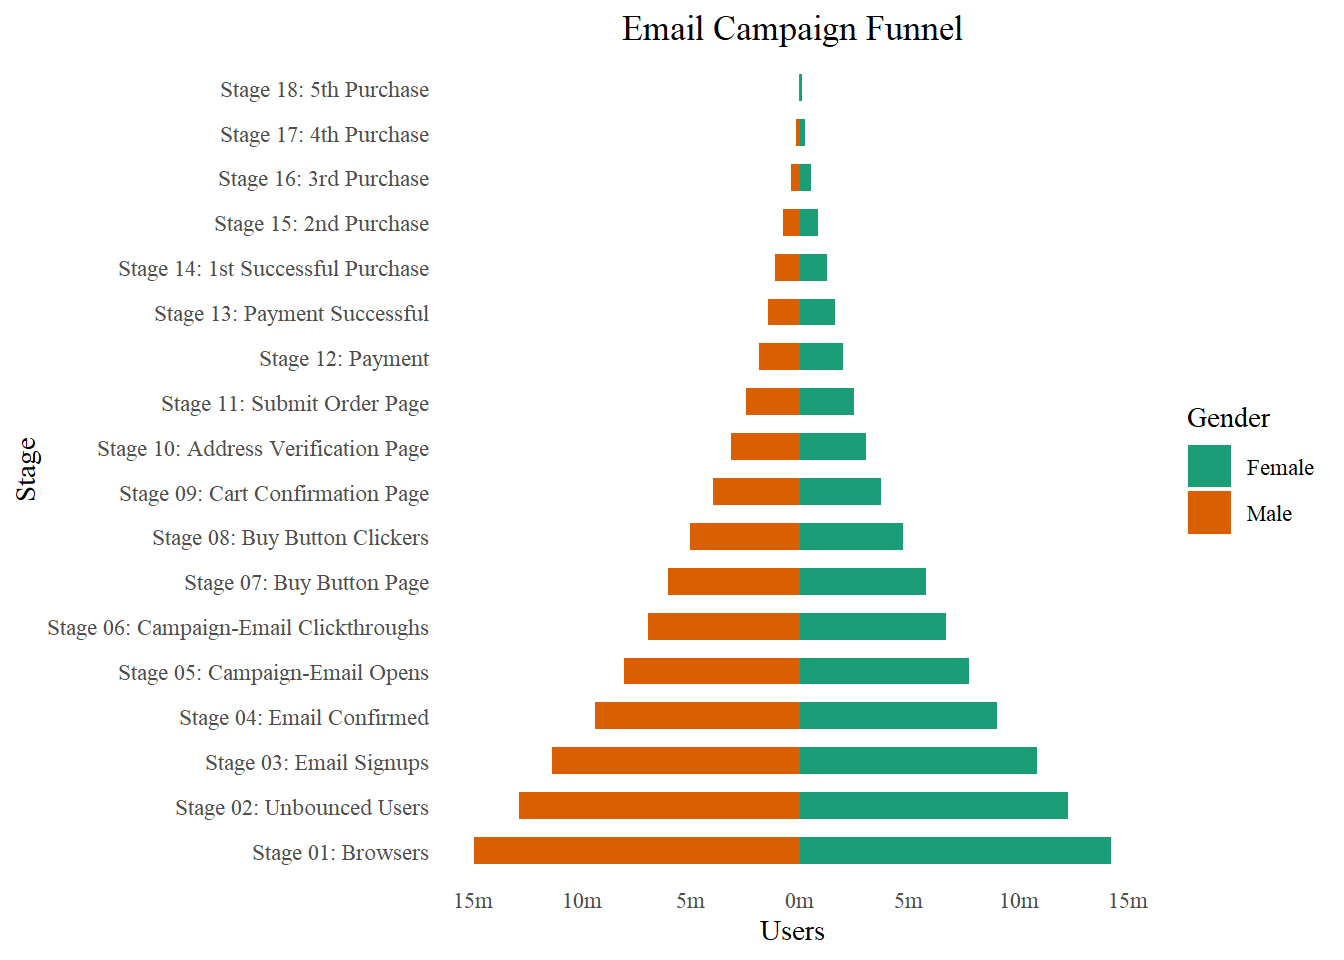 Email Campaign Funnel
Stage 18: 5th Purchase
Stage 17: 4th Purchase
Stage 16: 3rd Purchase
Stage 15: 2nd Purchase
Stage 14: 1st Successful Purchase
Stage 13: Payment Successful
Stage 12: Payment
Stage 11: Submit Order Page
Stage 10: Address Verification Page
Stage 09: Cart Confirmation Page
Stage 08: Buy Button Clickers
Stage 07: Buy Button Page
Stage 06: Campaign-Email Clickthroughs
Stage 05: Campaign-Email Opens
Stage 04: Email Confirmed
Stage 03: Email Signups
Stage 02: Unbounced Users
Stage 01: Browsers
Stage
15m 10m 5m 0m 5m 10m 15m
Users
Gender
Female
Male